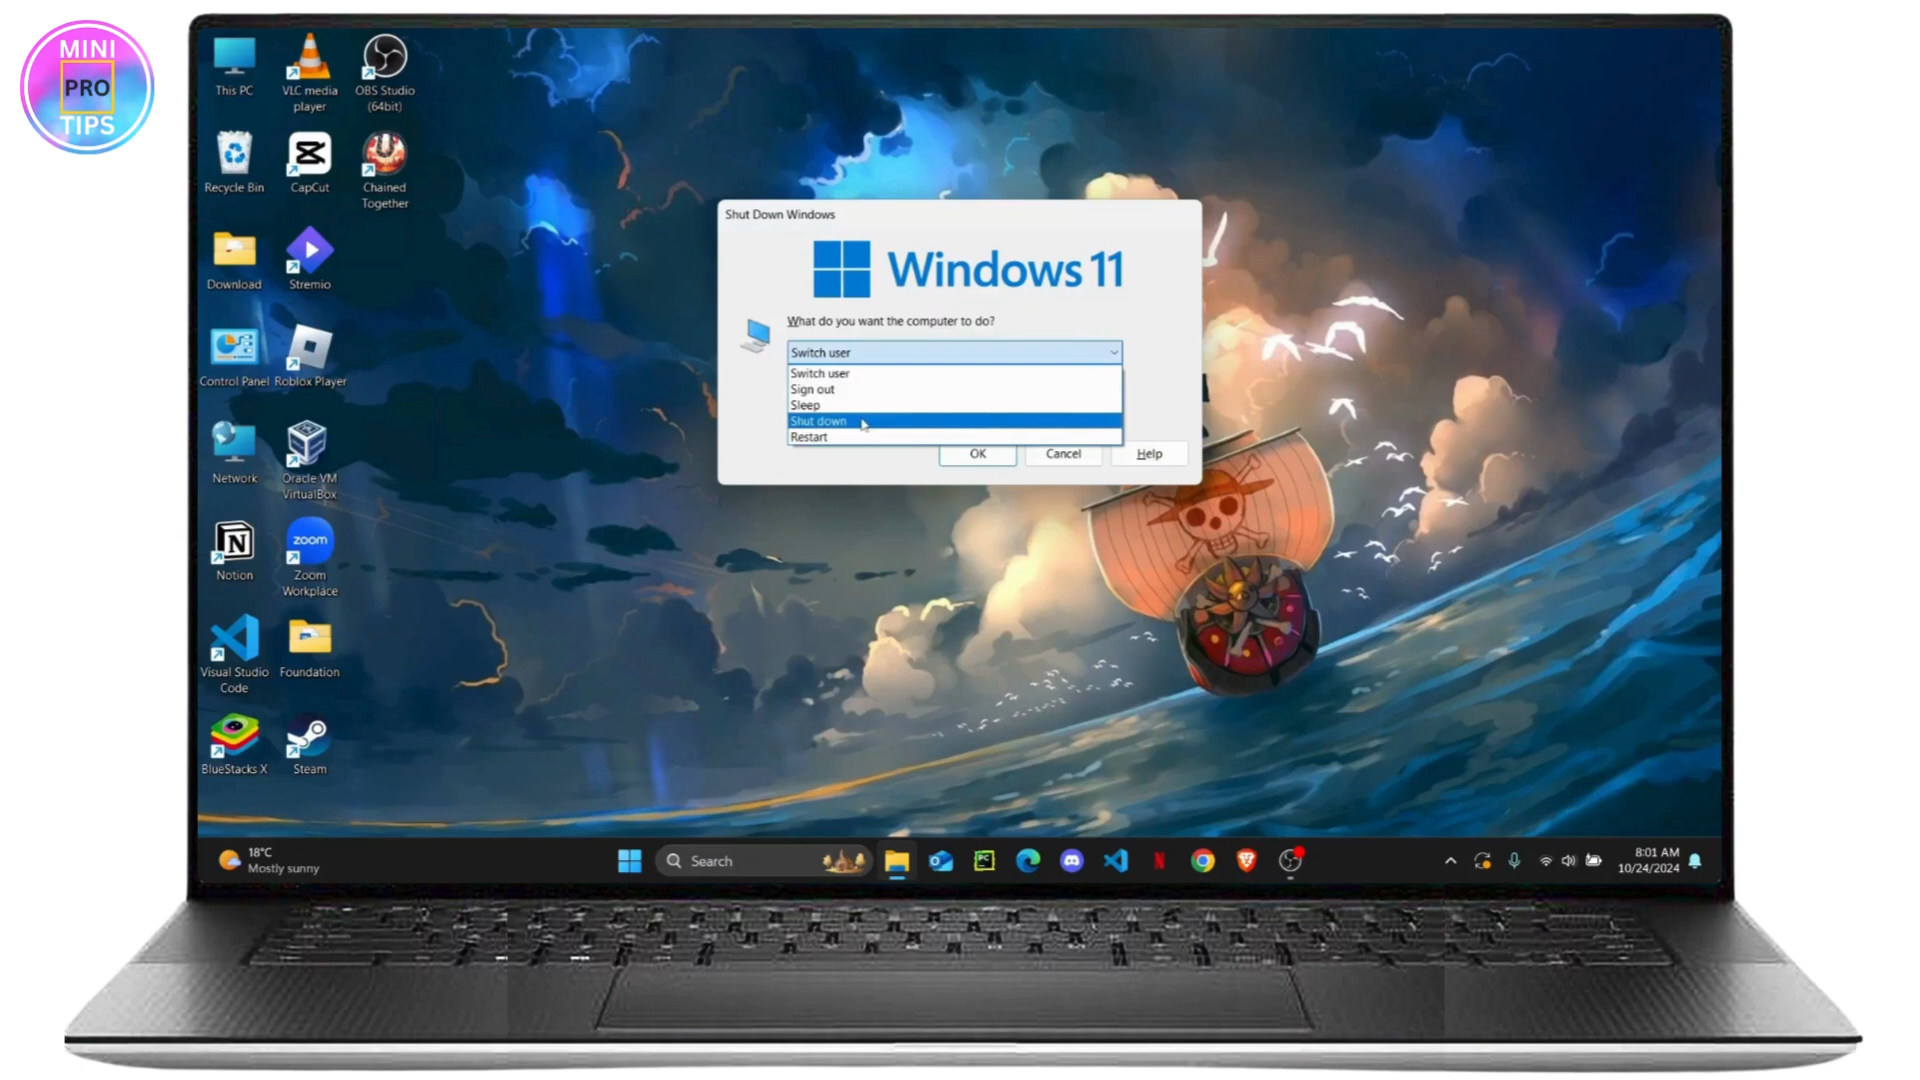 MINI
PRO
TIPS
This PC
VLC media
player
OBS Studio
(64bit)
Recycle Bin
CapCut
Chained
Together
Download
Stremio
Control Panel
Roblox Player
Network
Oracle VM
VirtualBox
Notion
zoom
Zoom
Workplace
Visual Studio
Code
Foundation
BlueStacks X
Steam
Shut Down Windows
Windows 11
What do you want the computer to do?
Switch user
Switch user
Sign out
Sleep
Shut down
Restart
OK
Cancel
Help
18°C
Mostly sunny
Search
PC
8:01 AM
10/24/2024